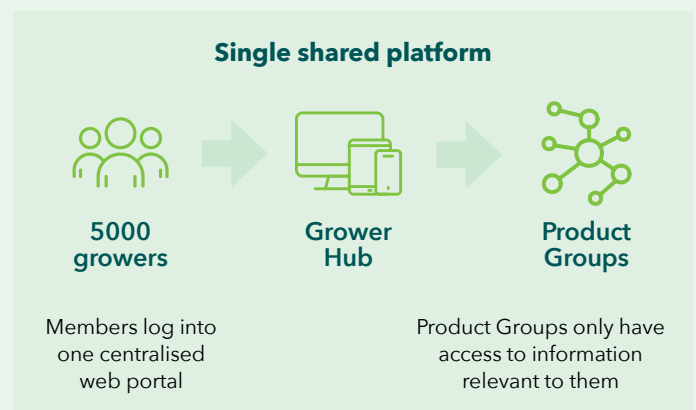 Single shared platform
5000
growers
Grower
Hub
Product
Groups
Members log into
one centralised
web portal
Product Groups only have
access to information
relevant to them